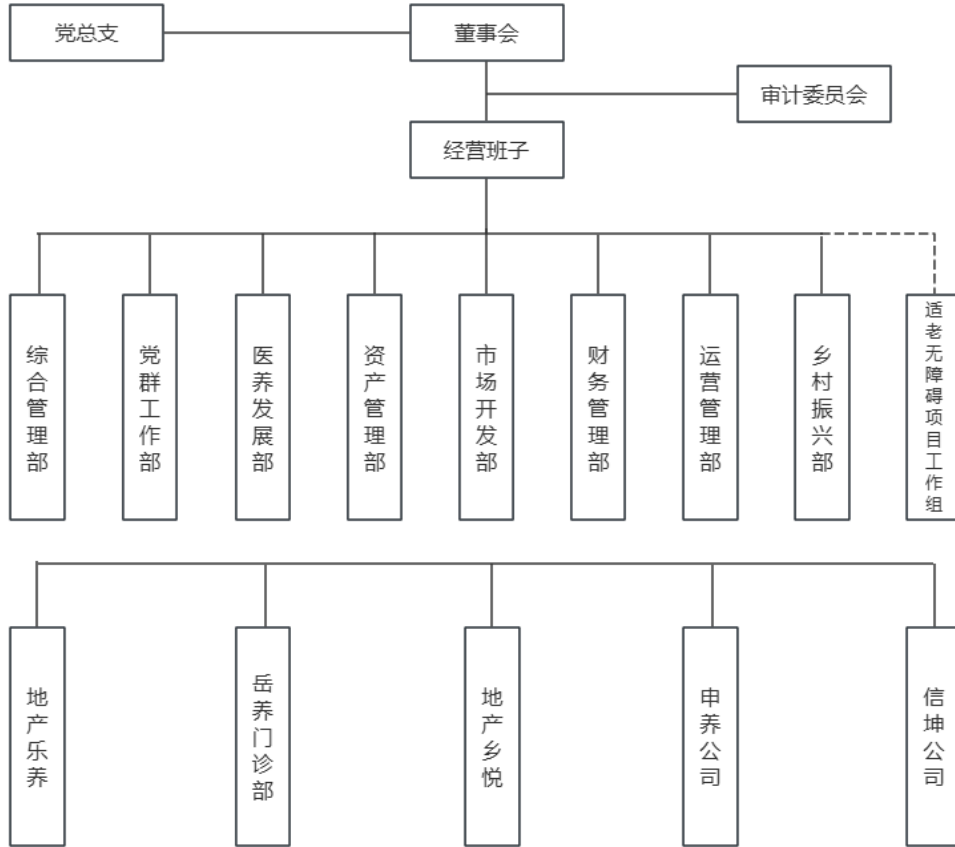 党总支
董事会
审计委员会
经营班子
综合管理部
党群工作部
医养发展部
资产管理部
市场开发部
财务管理部
运营管理部
乡村振兴部
适老无障碍项目工作组
地产乐养
岳养门诊部
地产乡悦
申养公司
信坤公司